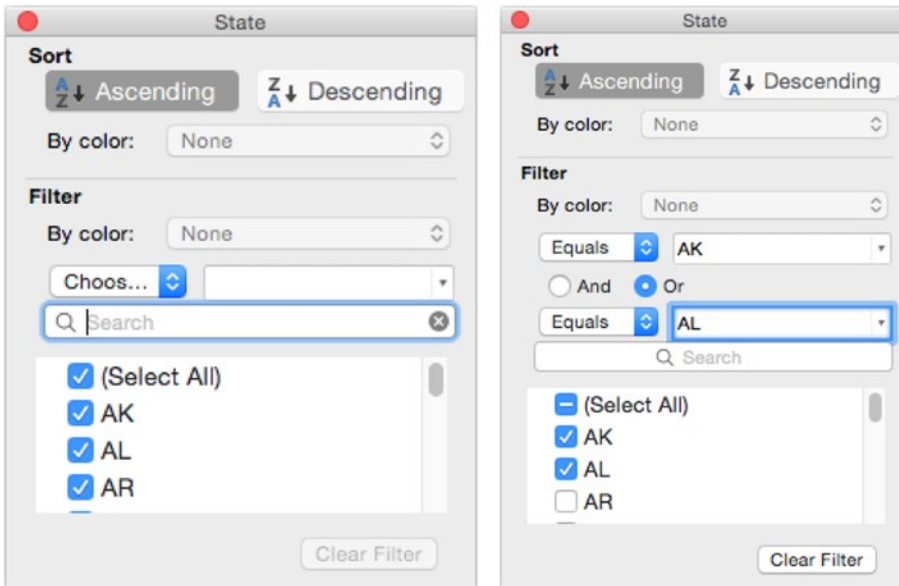 State
Sort
A Z Ascending
Z A Descending
By color: None
Filter
By color: None
Choos...
Search
(Select All)
AK
AL
AR
Clear Filter
State
Sort
A Z Ascending
Z A Descending
By color: None
Filter
By color: None
Equals AK
And Or
Equals AL
Search
(Select All)
AK
AL
AR
Clear Filter